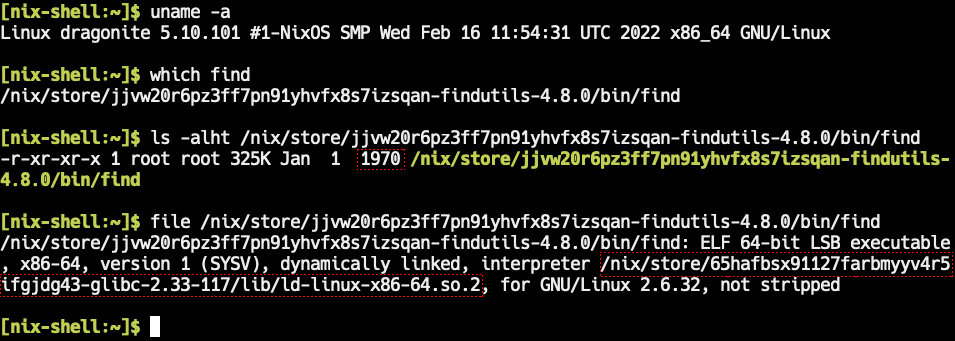 [nix-shell:~]$ uname -a
Linux dragonite 5.10.101 #1-NixOS SMP Wed Feb 16 11:54:31 UTC 2022 x86_64 GNU/Linux
[nix-shell:~]$ which find
/nix/store/jjvw20r6pz3ff7pn91yhvfx8s7izsqan-findutils-4.8.0/bin/find
[nix-shell:~]$ ls -alht /nix/store/jjvw20r6pz3ff7pn91yhvfx8s7izsqan-findutils-4.8.0/bin/find
-r-xr-xr-x 1 root root 325K Jan  1  1970 /nix/store/jjvw20r6pz3ff7pn91yhvfx8s7izsqan-findutils-
4.8.0/bin/find
[nix-shell:~]$ file /nix/store/jjvw20r6pz3ff7pn91yhvfx8s7izsqan-findutils-4.8.0/bin/find
/nix/store/jjvw20r6pz3ff7pn91yhvfx8s7izsqan-findutils-4.8.0/bin/find: ELF 64-bit LSB executable
, x86-64, version 1 (SYSV), dynamically linked, interpreter /nix/store/65hafbsx91127farbmyyv4r5
ifgjdg43-glibc-2.33-117/lib/ld-linux-x86-64.so.2, for GNU/Linux 2.6.32, not stripped
[nix-shell:~]$